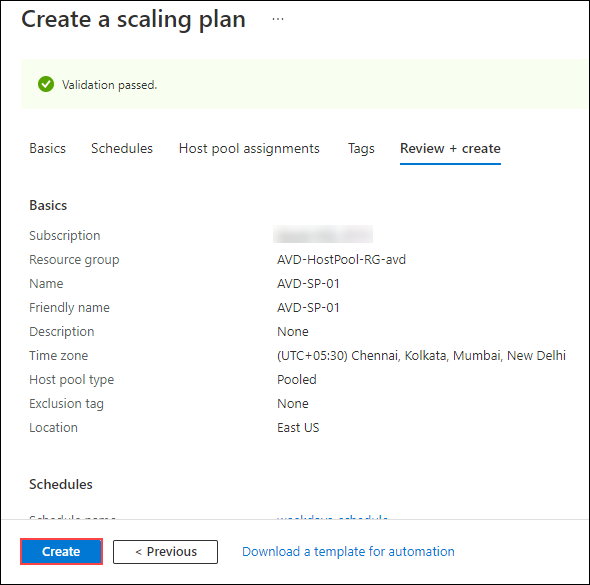 Create a scaling plan ...
Validation passed.
Basics Schedules Host pool assignments Tags Review + create
Basics
Subscription
Resource group AVD-HostPool-RG-avd
Name AVD-SP-01
Friendly name AVD-SP-01
Description None
Time zone (UTC+05:30) Chennai, Kolkata, Mumbai, New Delhi
Host pool type Pooled
Exclusion tag None
Location East US
Schedules
Schedule name weekdays_schedule
Create < Previous Download a template for automation